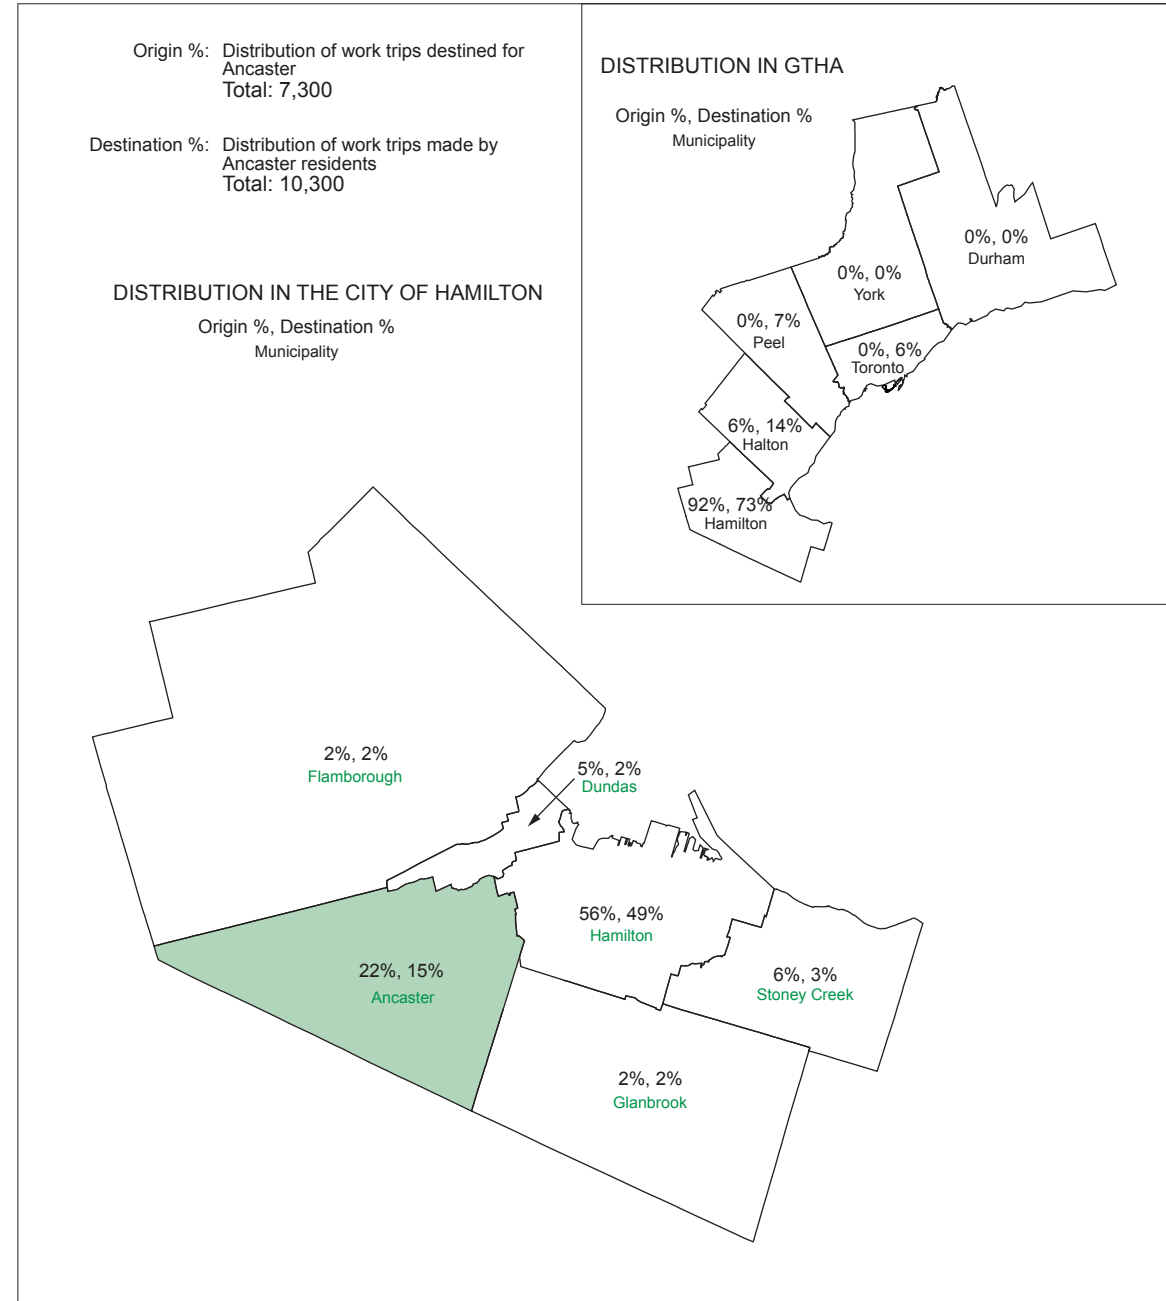 Origin %: Distribution of work trips destined for
Ancaster
Total: 7,300
Destination %: Distribution of work trips made by
Ancaster residents
Total: 10,300
DISTRIBUTION IN THE CITY OF HAMILTON
Origin %, Destination %
Municipality
DISTRIBUTION IN GTHA
Origin %, Destination %
Municipality
0%, 0%
Durham
0%, 0%
York
0%, 7%
Peel
0%, 6%
Toronto
6%, 14%
Halton
92%, 73%
Hamilton
2%, 2%
Flamborough
5%, 2%
Dundas
56%, 49%
Hamilton
22%, 15%
Ancaster
6%, 3%
Stoney Creek
2%, 2%
Glanbrook